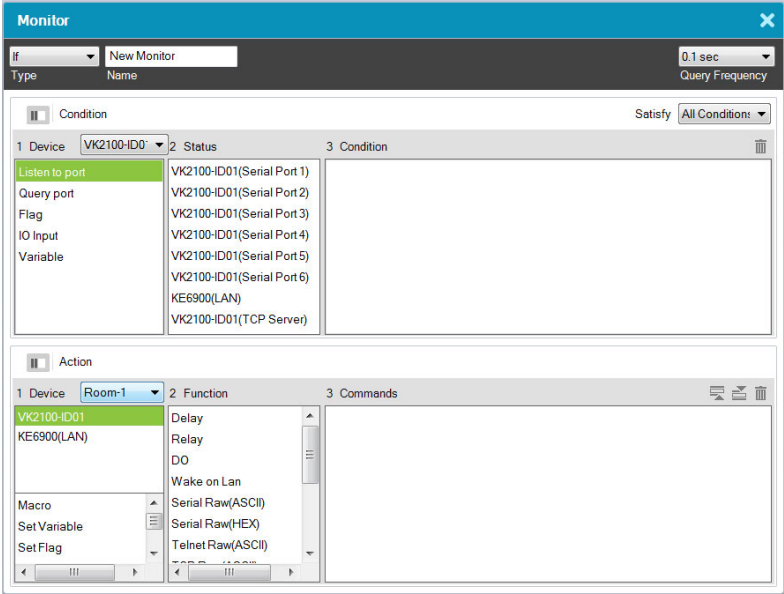 Monitor
If New Monitor 0.1 sec
Type Name Query Frequency
Condition Satisfy All Condition:
1 Device VK2100-ID0 2 Status 3 Condition
Listen to port VK2100-ID01(Serial Port 1)
Query port VK2100-ID01(Serial Port 2)
Flag VK2100-ID01(Serial Port 3)
IO Input VK2100-ID01(Serial Port 4)
Variable VK2100-ID01(Serial Port 5)
VK2100-ID01(Serial Port 6)
KE6900(LAN)
VK2100-ID01(TCP Server)
Action
1 Device Room-1 2 Function 3 Commands
VK2100-ID01 Delay
KE6900(LAN) Relay
DO
Wake on Lan
Macro Serial Raw(ASCII)
Set Variable Serial Raw(HEX)
Set Flag Telnet Raw(ASCII)